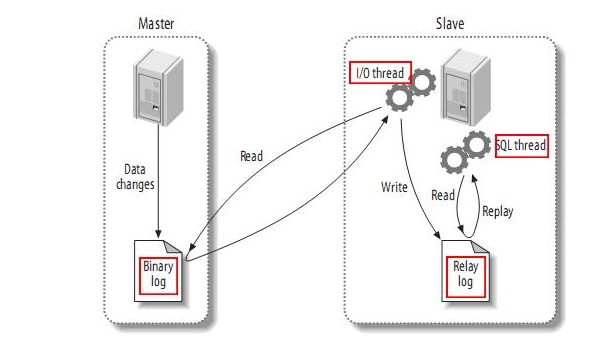 Master
Slave
I/O thread
SQL thread
Data
changes
Read
Write
Read
Replay
Binary
log
Relay
log